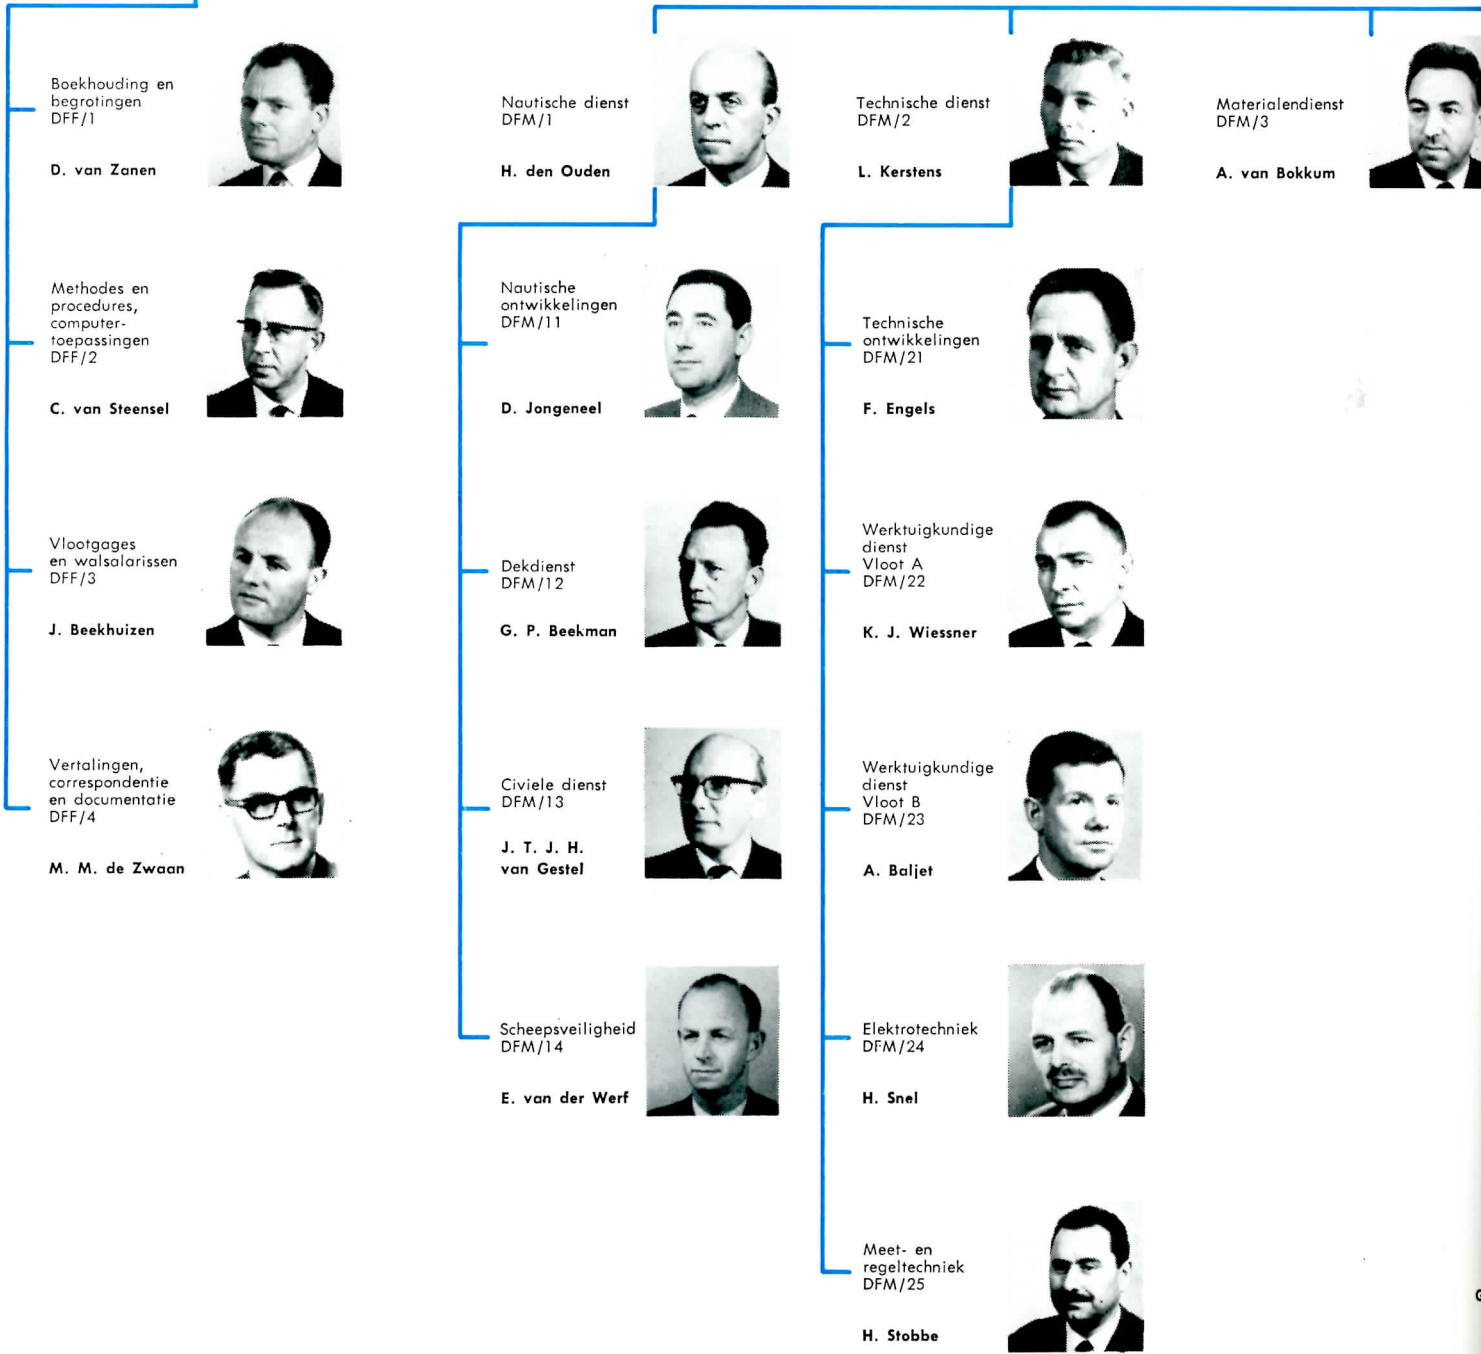 Boekhouding en
begrotingen
DFF/1
D. van Zanen
Methodes en
procedures,
computer-
toepassingen
DFF/2
C. van Steensel
Vlootgages
en walsalarissen
DFF/3
J. Beekhuizen
Vertalingen,
correspondentie
en documentatie
DFF/4
M. M. de Zwaan
Nautische dienst
DFM/1
H. den Ouden
Nautische
ontwikkelingen
DFM/11
D. Jongeneel
Dekdienst
DFM/12
G. P. Beekman
Civiele dienst
DFM/13
J. T. J. H.
van Gestel
Scheepsveiligheid
DFM/14
E. van der Werf
Technische dienst
DFM/2
L. Kerstens
Technische
ontwikkelingen
DFM/21
F. Engels
Werktuigkundige
dienst
Vloot A
DFM/22
K. J. Wiessner
Werktuigkundige
dienst
Vloot B
DFM/23
A. Baljet
Elektrotechniek
DFM/24
H. Snel
Meet- en
regeltechniek
DFM/25
H. Stobbe
Materialendienst
DFM/3
A. van Bokkum